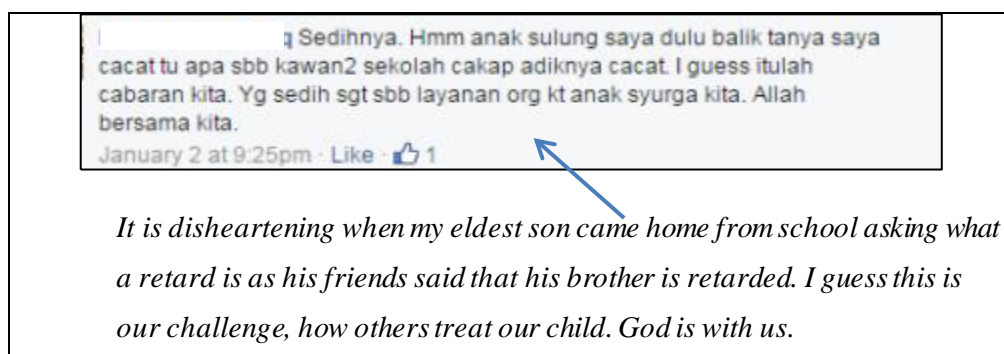 q Sedihnya. Hmm anak sulung saya dulu balik tanya saya
cacat tu apa sbb kawan2 sekolah cakap adiknya cacat. I guess itulah
cabaran kita. Yg sedih sgt sbb layanan org kt anak syurga kita. Allah
bersama kita.
January 2 at 9:25pm · Like · 1
It is disheartening when my eldest son came home from school asking what
a retard is as his friends said that his brother is retarded. I guess this is
our challenge, how others treat our child. God is with us.